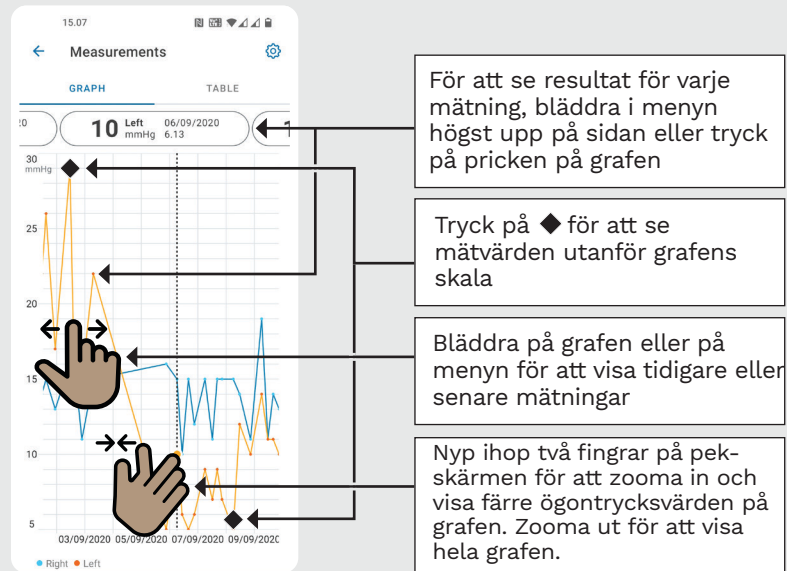 15.07
Measurements
GRAPH TABLE
20 10 Left 06/09/2020
mmHg 6.13
30
mmHg
25
20
15
10
5
03/09/2020 05/09/2020 07/09/2020 09/09/202
Right Left
För att se resultat för varje
mätning, bläddra i menyn
högst upp på sidan eller tryck
på pricken på grafen
Tryck på ◆ för att se
mätvärden utanför grafens
skala
Bläddra på grafen eller på
menyn för att visa tidigare eller
senare mätningar
Nyp ihop två fingrar på pek-
skärmen för att zooma in och
visa färre ögontrycksvärden på
grafen. Zooma ut för att visa
hela grafen.